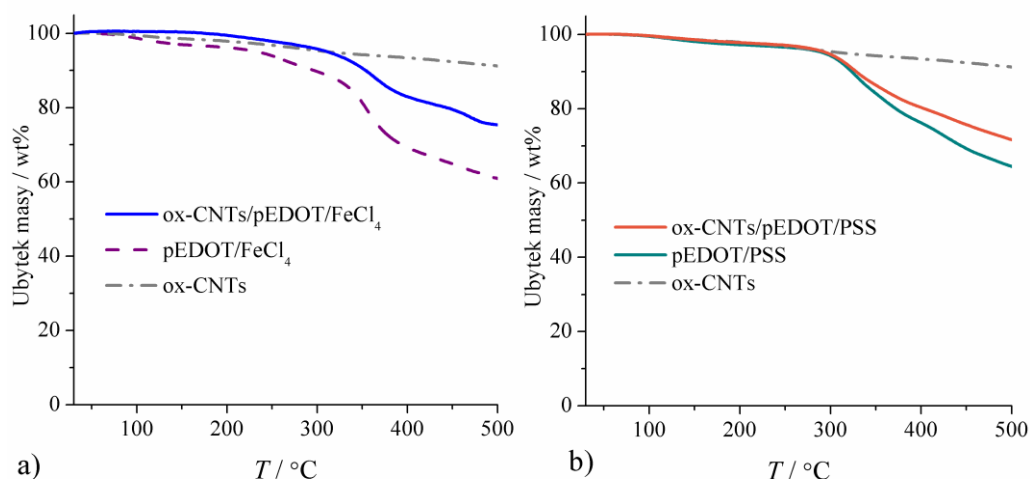 100
80
60
40
20
0
Ubytek masy / wt%
ox-CNTs/pEDOT/FeCl₄
pEDOT/FeCl₄
ox-CNTs
100
200
300
400
500
T / °C
a)
100
80
60
40
20
0
Ubytek masy / wt%
ox-CNTs/pEDOT/PSS
pEDOT/PSS
ox-CNTs
100
200
300
400
500
T / °C
b)